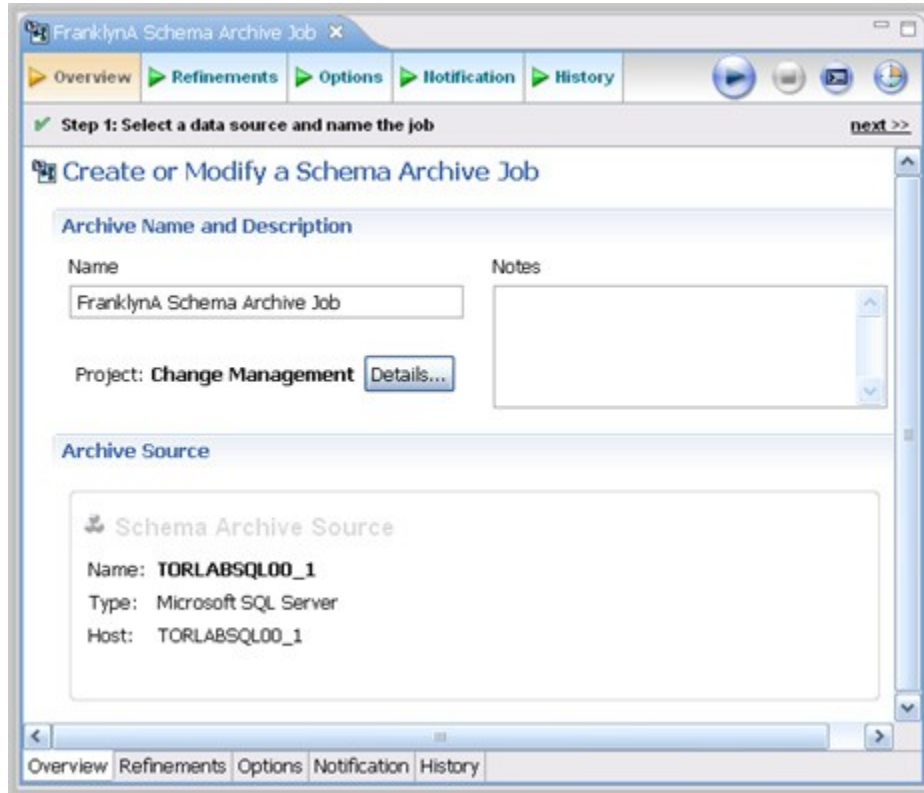 FranklynA Schema Archive Job
Overview Refinements Options Notification History
Step 1: Select a data source and name the job next >>
Create or Modify a Schema Archive Job
Archive Name and Description
Name Notes
FranklynA Schema Archive Job
Project: Change Management Details...
Archive Source
Schema Archive Source
Name: TORLABSQL00_1
Type: Microsoft SQL Server
Host: TORLABSQL00_1
Overview Refinements Options Notification History